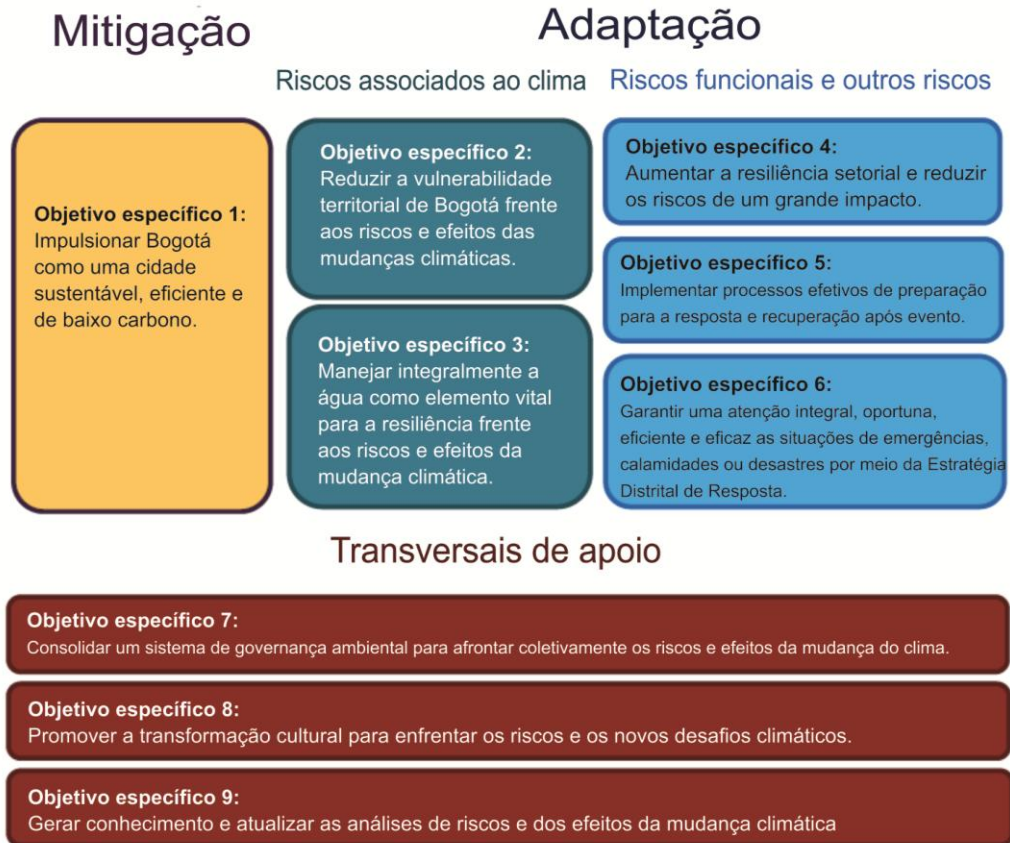 Mitigação
Adaptação
Riscos associados ao clima
Riscos funcionais e outros riscos
Objetivo específico 1:
Impulsionar Bogotá
como uma cidade
sustentável, eficiente e
de baixo carbono.
Objetivo específico 2:
Reduzir a vulnerabilidade
territorial de Bogotá frente
aos riscos e efeitos das
mudanças climáticas.
Objetivo específico 3:
Manejar integralmente a
água como elemento vital
para a resiliência frente
aos riscos e efeitos da
mudança climática.
Objetivo específico 4:
Aumentar a resiliência setorial e reduzir
os riscos de um grande impacto.
Objetivo específico 5:
Implementar processos efetivos de preparação
para a resposta e recuperação após evento.
Objetivo específico 6:
Garantir uma atenção integral, oportuna,
eficiente e eficaz as situações de emergências,
calamidades ou desastres por meio da Estratégia
Distrital de Resposta.
Transversais de apoio
Objetivo específico 7:
Consolidar um sistema de governança ambiental para afrontar coletivamente os riscos e efeitos da mudança do clima.
Objetivo específico 8:
Promover a transformação cultural para enfrentar os riscos e os novos desafios climáticos.
Objetivo específico 9:
Gerar conhecimento e atualizar as análises de riscos e dos efeitos da mudança climática